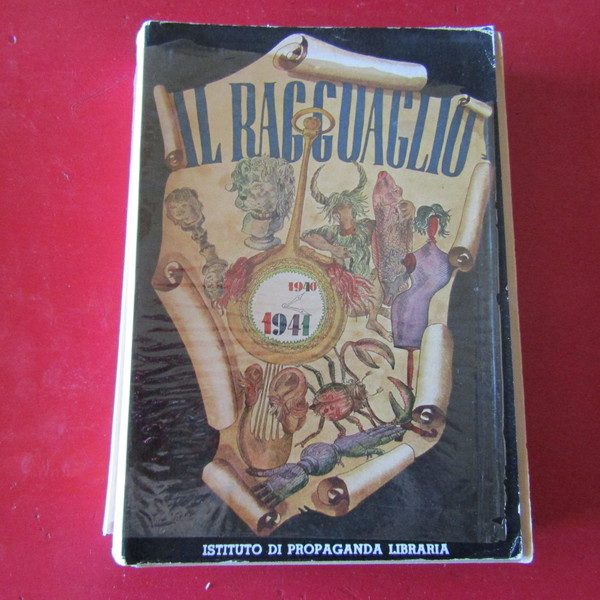 IL RAGGUAGLIO
1940
1941
ISTITUTO DI PROPAGANDA LIBRARIA